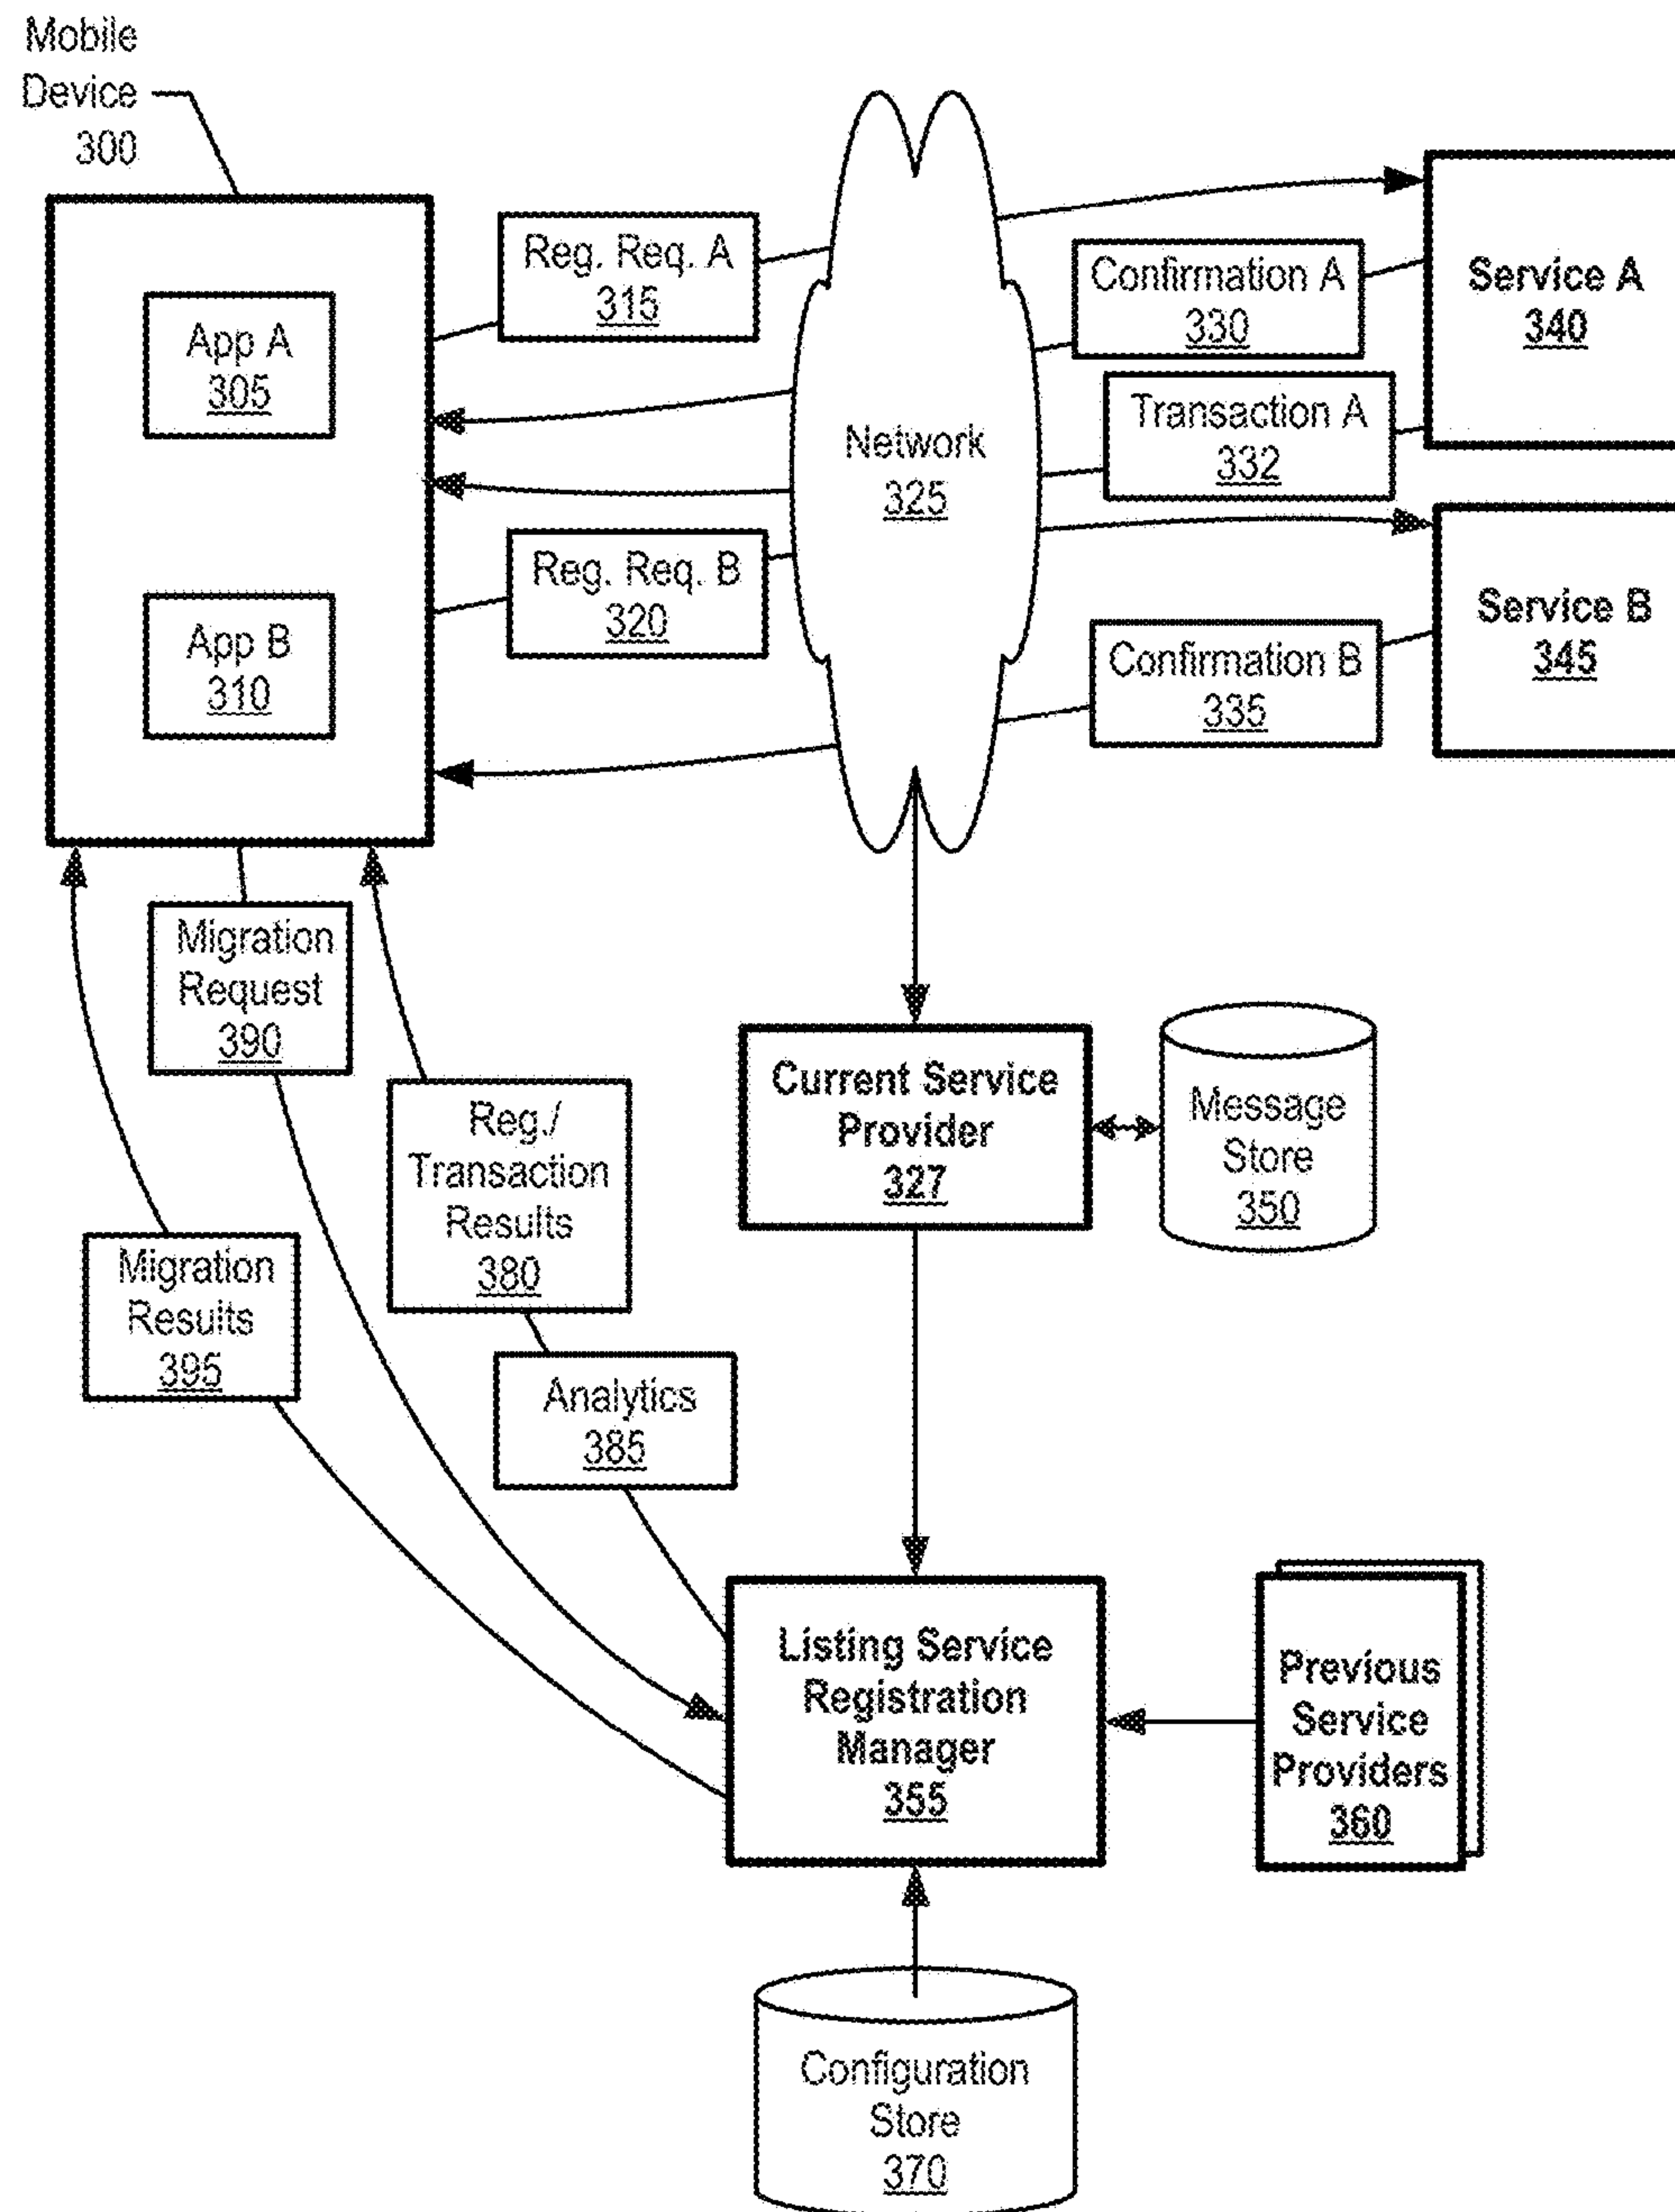 Mobile
Device
300
App A
305
App B
310
Reg. Req. A
315
Reg. Req. B
320
Network
325
Confirmation A
330
Transaction A
332
Confirmation B
335
Service A
340
Service B
345
Migration
Request
390
Reg./
Transaction
Results
380
Migration
Results
395
Analytics
385
Current Service
Provider
327
Message
Store
350
Listing Service
Registration
Manager
355
Previous
Service
Providers
360
Configuration
Store
370